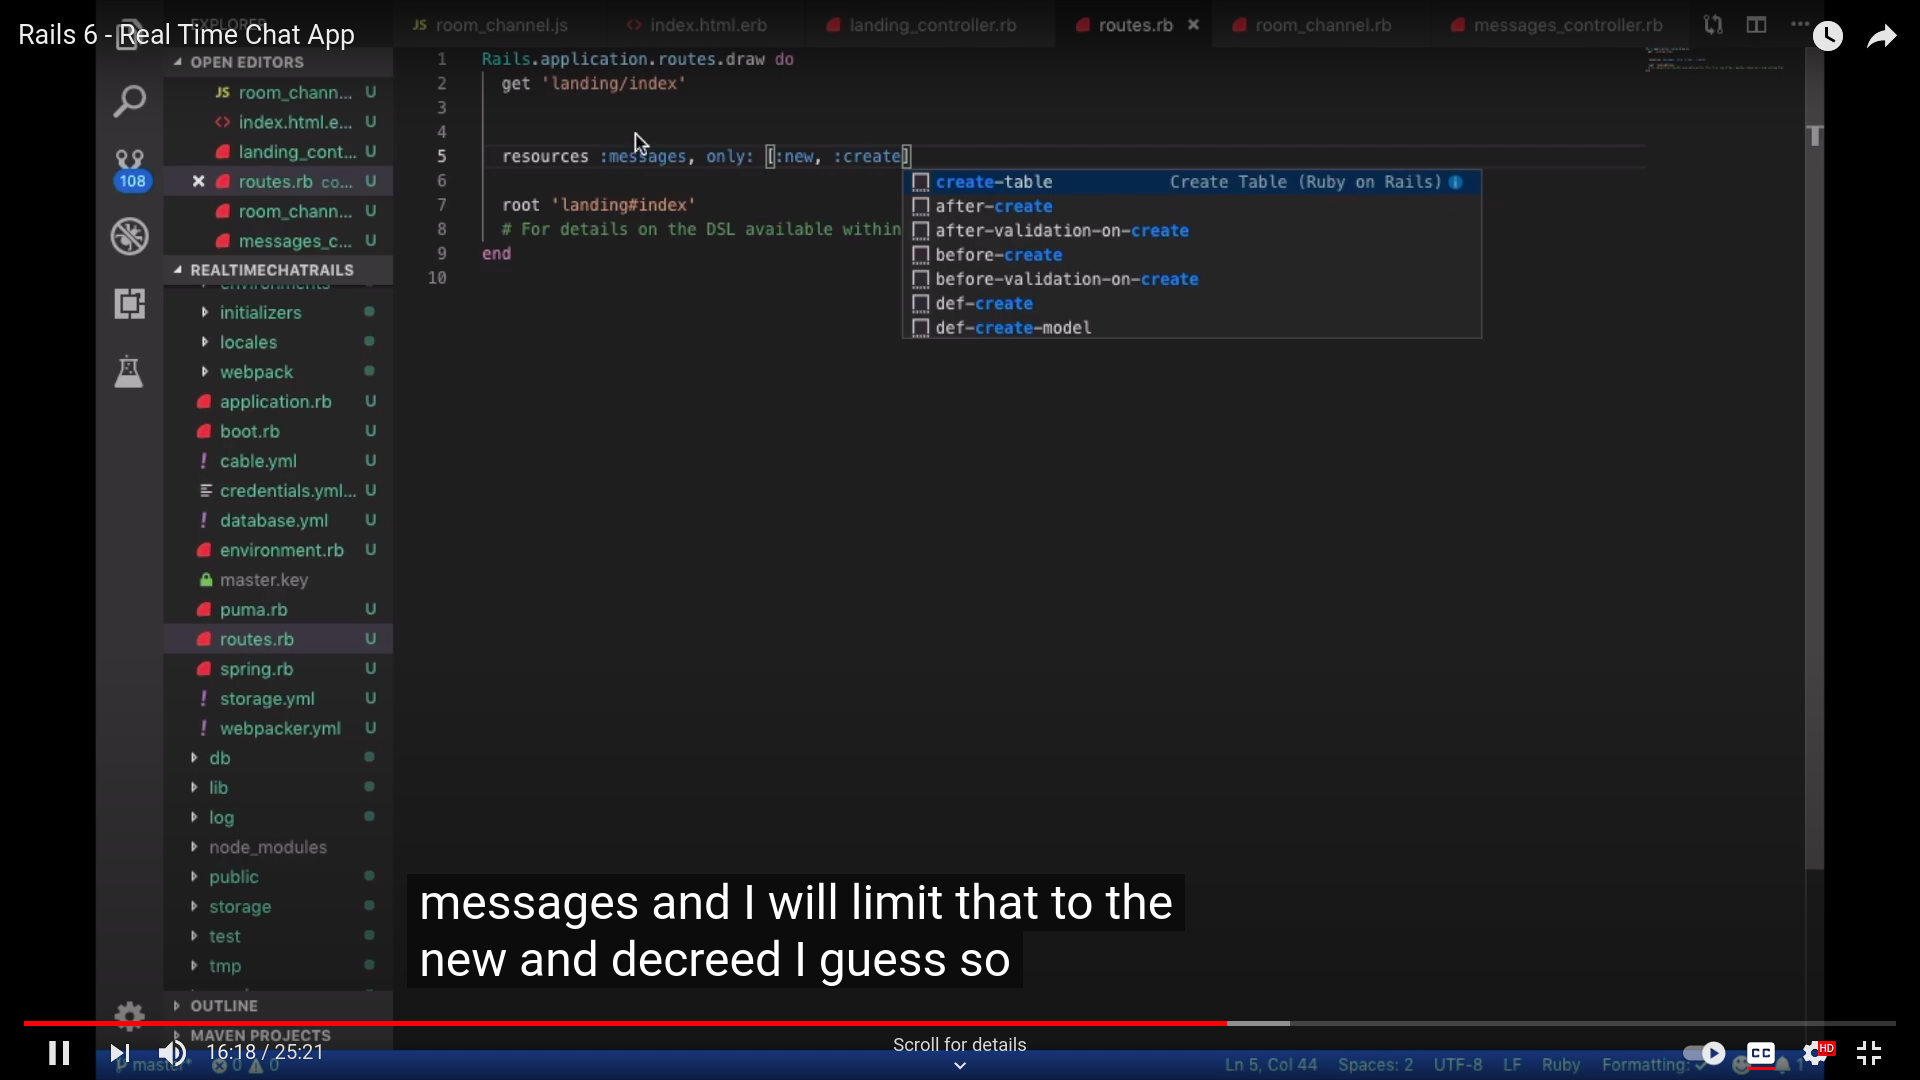 Rails 6 - Real Time Chat App
EXPLORER
JS room_channel.js
<> index.html.erb
landing_controller.rb
routes.rb ×
room_channel.rb
messages_controller.rb
OPEN EDITORS
JS room_chann... U
<> index.html.e... U
landing_cont... U
× routes.rb co... U
room_chann... U
messages_c... U
108
REALTIMECHATRAILS
environments
initializers
locales
webpack
application.rb U
boot.rb U
! cable.yml U
credentials.yml... U
! database.yml U
environment.rb U
master.key
puma.rb U
routes.rb U
spring.rb U
! storage.yml U
! webpacker.yml U
db
lib
log
node_modules
public
storage
test
tmp
OUTLINE
MAVEN PROJECTS
1 Rails.application.routes.draw do
2 get 'landing/index'
3
4
5 resources :messages, only: [:new, :create]
6
7 root 'landing#index'
8 # For details on the DSL available within
9 end
10
create-table Create Table (Ruby on Rails)
after-create
after-validation-on-create
before-create
before-validation-on-create
def-create
def-create-model
messages and I will limit that to the
new and decreed I guess so
16:18 / 25:21
Scroll for details
CC
HD
master*
0 0
Ln 5, Col 44 Spaces: 2 UTF-8 LF Ruby Formatting: ✓ 1